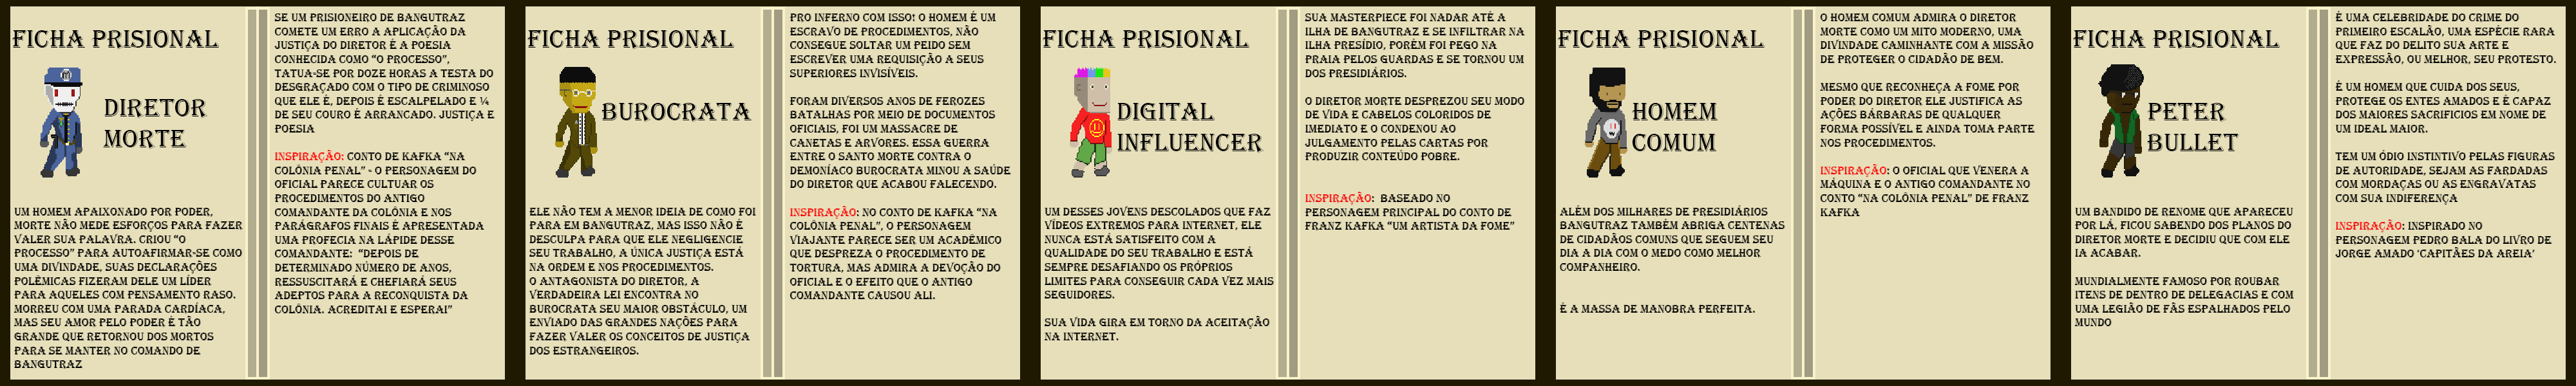 FICHA PRISIONAL
DIRETOR
MORTE
UM HOMEM APAIXONADO POR PODER,
MORTE NÃO MEDE ESFORÇOS PARA FAZER
VALER SUA PALAVRA. CRIOU “O
PROCESSO” PARA AUTOAFIRMAR-SE COMO
UMA DIVINDADE, SUAS DECLARAÇÕES
POLÊMICAS FIZERAM DELE UM LÍDER
PARA AQUELES COM PENSAMENTO RASO.
MORREU COM UMA PARADA CARDÍACA,
MAS SEU AMOR PELO PODER É TÃO
GRANDE QUE RETORNOU DOS MORTOS
PARA SE MANTER NO COMANDO DE
BANGUTRAZ
SE UM PRISIONEIRO DE BANGUTRAZ
COMETE UM ERRO A APLICAÇÃO DA
JUSTIÇA DO DIRETOR É A POESIA
CONHECIDA COMO “O PROCESSO”,
TATUA-SE POR DOZE HORAS A TESTA DO
DESGRAÇADO COM O TIPO DE CRIMINOSO
QUE ELE É, DEPOIS É ESCALPELADO E ¼
DE SEU COURO É ARRANCADO. JUSTIÇA E
POESIA
INSPIRAÇÃO: CONTO DE KAFKA “NA
COLÔNIA PENAL” - O PERSONAGEM DO
OFICIAL PARECE CULTUAR OS
PROCEDIMENTOS DO ANTIGO
COMANDANTE DA COLÔNIA E NOS
PARÁGRAFOS FINAIS É APRESENTADA
UMA PROFECIA NA LÁPIDE DESSE
COMANDANTE: “DEPOIS DE
DETERMINADO NÚMERO DE ANOS,
RESSUSCITARÁ E CHEFIARÁ SEUS
ADEPTOS PARA A RECONQUISTA DA
COLÔNIA. ACREDITAI E ESPERAI”
FICHA PRISIONAL
BUROCRATA
ELE NÃO TEM A MENOR IDEIA DE COMO FOI
PARA EM BANGUTRAZ, MAS ISSO NÃO É
DESCULPA PARA QUE ELE NEGLIGENCIE
SEU TRABALHO, A ÚNICA JUSTIÇA ESTÁ
NA ORDEM E NOS PROCEDIMENTOS.
O ANTAGONISTA DO DIRETOR, A
VERDADEIRA LEI ENCONTRA NO
BUROCRATA SEU MAIOR OBSTÁCULO, UM
ENVIADO DAS GRANDES NAÇÕES PARA
FAZER VALER OS CONCEITOS DE JUSTIÇA
DOS ESTRANGEIROS.
PRO INFERNO COM ISSO! O HOMEM É UM
ESCRAVO DE PROCEDIMENTOS, NÃO
CONSEGUE SOLTAR UM PEIDO SEM
ESCREVER UMA REQUISIÇÃO A SEUS
SUPERIORES INVISÍVEIS.
FORAM DIVERSOS ANOS DE FEROZES
BATALHAS POR MEIO DE DOCUMENTOS
OFICIAIS, FOI UM MASSACRE DE
CANETAS E ARVORES. ESSA GUERRA
ENTRE O SANTO MORTE CONTRA O
DEMONÍACO BUROCRATA MINOU A SAÚDE
DO DIRETOR QUE ACABOU FALECENDO.
INSPIRAÇÃO: NO CONTO DE KAFKA “NA
COLÔNIA PENAL”, O PERSONAGEM
VIAJANTE PARECE SER UM ACADÊMICO
QUE DESPREZA O PROCEDIMENTO DE
TORTURA, MAS ADMIRA A DEVOÇÃO DO
OFICIAL E O EFEITO QUE O ANTIGO
COMANDANTE CAUSOU ALI.
FICHA PRISIONAL
DIGITAL
INFLUENCER
UM DESSES JOVENS DESCOLADOS QUE FAZ
VÍDEOS EXTREMOS PARA INTERNET, ELE
NUNCA ESTÁ SATISFEITO COM A
QUALIDADE DO SEU TRABALHO E ESTÁ
SEMPRE DESAFIANDO OS PRÓPRIOS
LIMITES PARA CONSEGUIR CADA VEZ MAIS
SEGUIDORES.
SUA VIDA GIRA EM TORNO DA ACEITAÇÃO
NA INTERNET.
SUA MASTERPIECE FOI NADAR ATÉ A
ILHA DE BANGUTRAZ E SE INFILTRAR NA
ILHA PRESÍDIO, PORÉM FOI PEGO NA
PRAIA PELOS GUARDAS E SE TORNOU UM
DOS PRESIDIÁRIOS.
O DIRETOR MORTE DESPREZOU SEU MODO
DE VIDA E CABELOS COLORIDOS DE
IMEDIATO E O CONDENOU AO
JULGAMENTO PELAS CARTAS POR
PRODUZIR CONTEÚDO POBRE.
INSPIRAÇÃO: BASEADO NO
PERSONAGEM PRINCIPAL DO CONTO DE
FRANZ KAFKA “UM ARTISTA DA FOME”
FICHA PRISIONAL
HOMEM
COMUM
ALÉM DOS MILHARES DE PRESIDIÁRIOS
BANGUTRAZ TAMBÉM ABRIGA CENTENAS
DE CIDADÃOS COMUNS QUE SEGUEM SEU
DIA A DIA COM O MEDO COMO MELHOR
COMPANHEIRO.
É A MASSA DE MANOBRA PERFEITA.
O HOMEM COMUM ADMIRA O DIRETOR
MORTE COMO UM MITO MODERNO, UMA
DIVINDADE CAMINHANTE COM A MISSÃO
DE PROTEGER O CIDADÃO DE BEM.
MESMO QUE RECONHEÇA A FOME POR
PODER DO DIRETOR ELE JUSTIFICA AS
AÇÕES BÁRBARAS DE QUALQUER
FORMA POSSÍVEL E AINDA TOMA PARTE
NOS PROCEDIMENTOS.
INSPIRAÇÃO: O OFICIAL QUE VENERA A
MÁQUINA E O ANTIGO COMANDANTE NO
CONTO “NA COLÔNIA PENAL” DE FRANZ
KAFKA
FICHA PRISIONAL
PETER
BULLET
UM BANDIDO DE RENOME QUE APARECEU
POR LÁ, FICOU SABENDO DOS PLANOS DO
DIRETOR MORTE E DECIDIU QUE COM ELE
IA ACABAR.
MUNDIALMENTE FAMOSO POR ROUBAR
ITENS DE DENTRO DE DELEGACIAS E COM
UMA LEGIÃO DE FÃS ESPALHADOS PELO
MUNDO
É UMA CELEBRIDADE DO CRIME DO
PRIMEIRO ESCALÃO, UMA ESPÉCIE RARA
QUE FAZ DO DELITO SUA ARTE E
EXPRESSÃO, OU MELHOR, SEU PROTESTO.
É UM HOMEM QUE CUIDA DOS SEUS,
PROTEGE OS ENTES AMADOS E É CAPAZ
DOS MAIORES SACRIFICIOS EM NOME DE
UM IDEAL MAIOR.
TEM UM ÓDIO INSTINTIVO PELAS FIGURAS
DE AUTORIDADE, SEJAM AS FARDADAS
COM MORDAÇAS OU AS ENGRAVATAS
COM SUA INDIFERENÇA
INSPIRAÇÃO: INSPIRADO NO
PERSONAGEM PEDRO BALA DO LIVRO DE
JORGE AMADO ‘CAPITÃES DA AREIA’